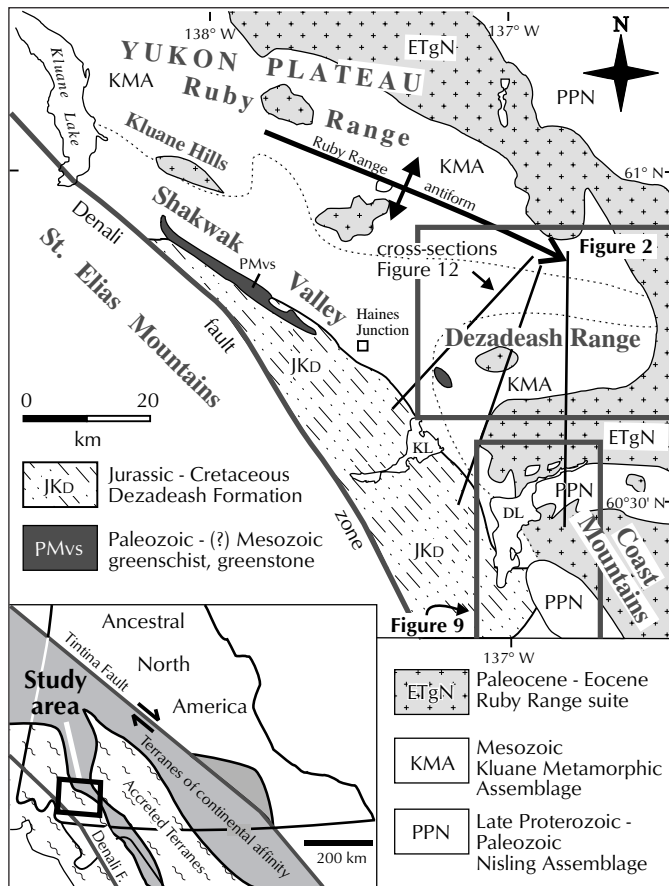 138° W
137° W
N
ETgN
YUKON PLATEAU
KMA
PPN
Kluane
Lake
Ruby
Range
Kluane Hills
Ruby Range
antiform
KMA
61° N
Shakwak
Valley
Denali
fault
zone
St. Elias Mountains
PMvs
cross-sections
Figure 12
Figure 2
Haines
Junction
Dezadeash Range
JKD
KMA
0
20
km
ETgN
KL
JKD
Jurassic - Cretaceous
Dezadeash Formation
PPN
60°30' N
DL
PMvs
Paleozoic - (?) Mesozoic
greenschist, greenstone
JKD
Coast
Mountains
PPN
Figure 9
137° W
Ancestral
North
America
Tintina Fault
Study
area
Terranes of continental affinity
Accreted Terranes
Denali F.
200 km
ETgN
Paleocene - Eocene
Ruby Range suite
KMA
Mesozoic
Kluane Metamorphic
Assemblage
PPN
Late Proterozoic -
Paleozoic
Nisling Assemblage